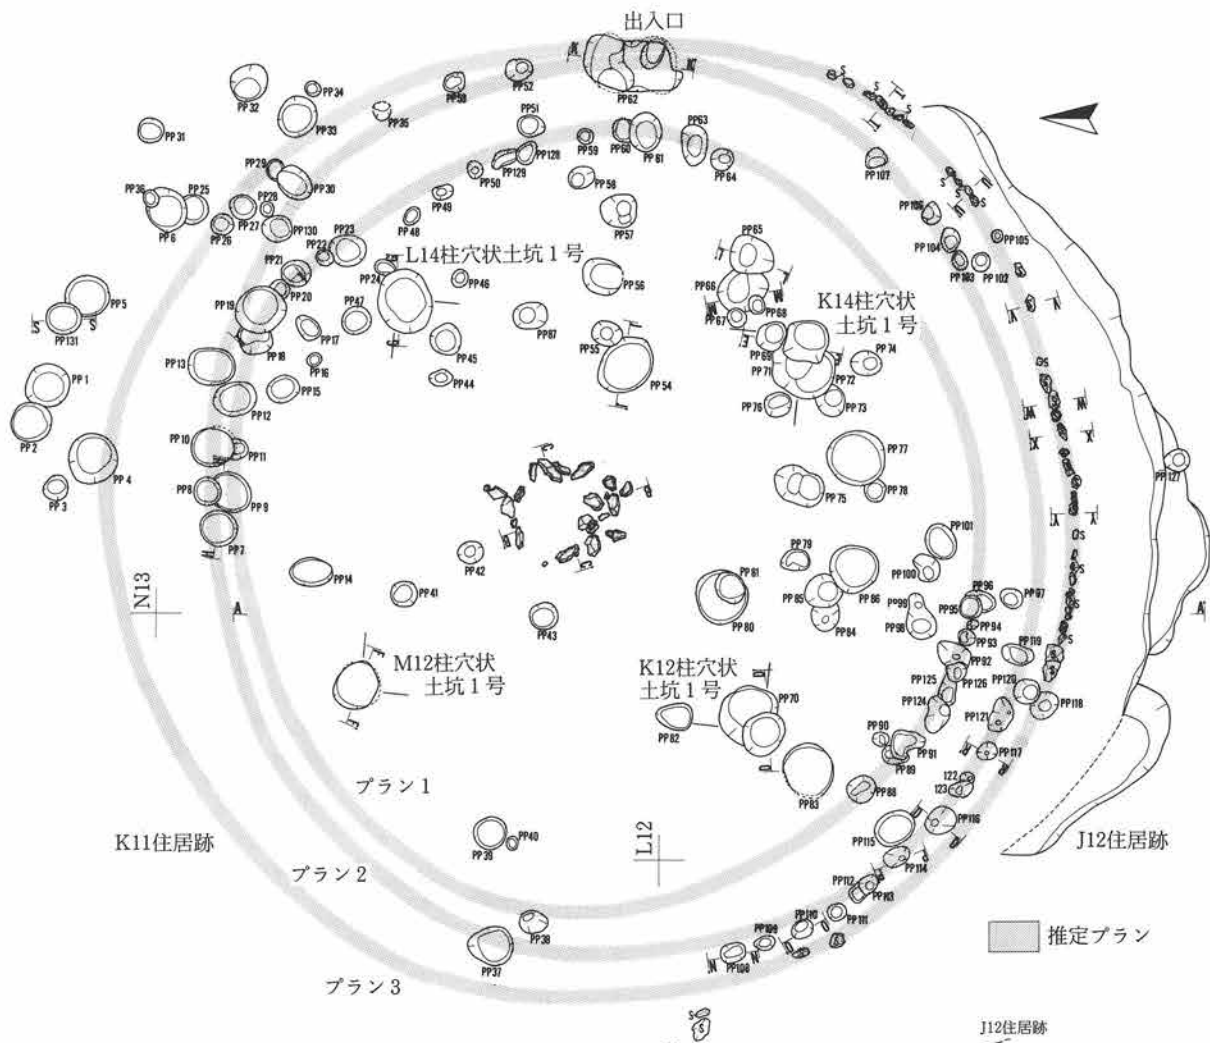 出入口
PP52
PP34
PP32
PP62
PP35
PP33
PP51
PP63
PP31
PP59
PP60
PP61
PP128
PP129
PP64
PP107
PP29
PP30
PP50
PP58
PP36
PP25
PP28
PP49
PP106
PP6
PP27
PP26
PP130
PP48
PP57
PP105
PP104
PP22
PP23
L14柱穴状土坑1号
PP65
PP103
PP102
PP21
PP24
PP46
PP56
PP66
PP5
PP20
PP19
PP47
PP68
K14柱穴状
土坑1号
PP67
PP131
PP17
PP87
PP18
PP45
PP55
PP69
PP74
PP13
PP16
PP71
PP1
PP44
PP54
PP72
PP12
PP15
PP76
PP73
PP2
PP10
PP11
PP77
PP4
PP127
PP3
PP8
PP9
PP75
PP78
PP7
PP101
PP79
PP42
PP100
PP14
PP81
PP41
PP85
PP86
PP96
PP97
N13
PP99
PP95
A
A
PP43
PP80
PP84
PP98
PP94
PP93
M12柱穴状
土坑1号
K12柱穴状
土坑1号
PP119
PP92
PP125
PP126
PP120
PP70
PP124
PP118
PP82
PP121
PP90
PP91
PP117
PP89
プラン1
PP83
122
123
PP88
PP116
K11住居跡
PP39
PP40
L12
PP115
J12住居跡
プラン2
PP114
PP112
PP113
PP38
PP110
PP111
PP109
推定プラン
PP37
PP108
プラン3
S
S
J12住居跡